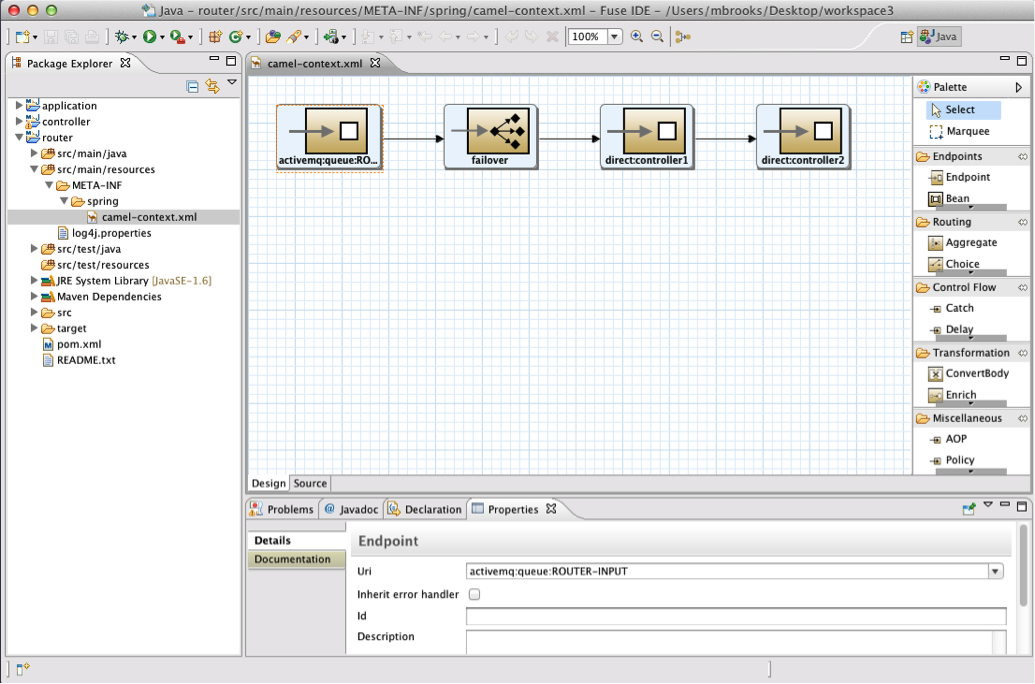 Java – router/src/main/resources/META-INF/spring/camel-context.xml – Fuse IDE – /Users/mbrooks/Desktop/workspace3
100%
Java
Package Explorer
application
controller
router
src/main/java
src/main/resources
META-INF
spring
camel-context.xml
log4j.properties
src/test/java
src/test/resources
JRE System Library [JavaSE-1.6]
Maven Dependencies
src
target
pom.xml
README.txt
camel-context.xml
activemq:queue:RO...
failover
direct:controller1
direct:controller2
Design
Source
Palette
Select
Marquee
Endpoints
Endpoint
Bean
Routing
Aggregate
Choice
Control Flow
Catch
Delay
Transformation
ConvertBody
Enrich
Miscellaneous
AOP
Policy
Problems
@ Javadoc
Declaration
Properties
Details
Documentation
Endpoint
Uri
activemq:queue:ROUTER-INPUT
Inherit error handler
Id
Description